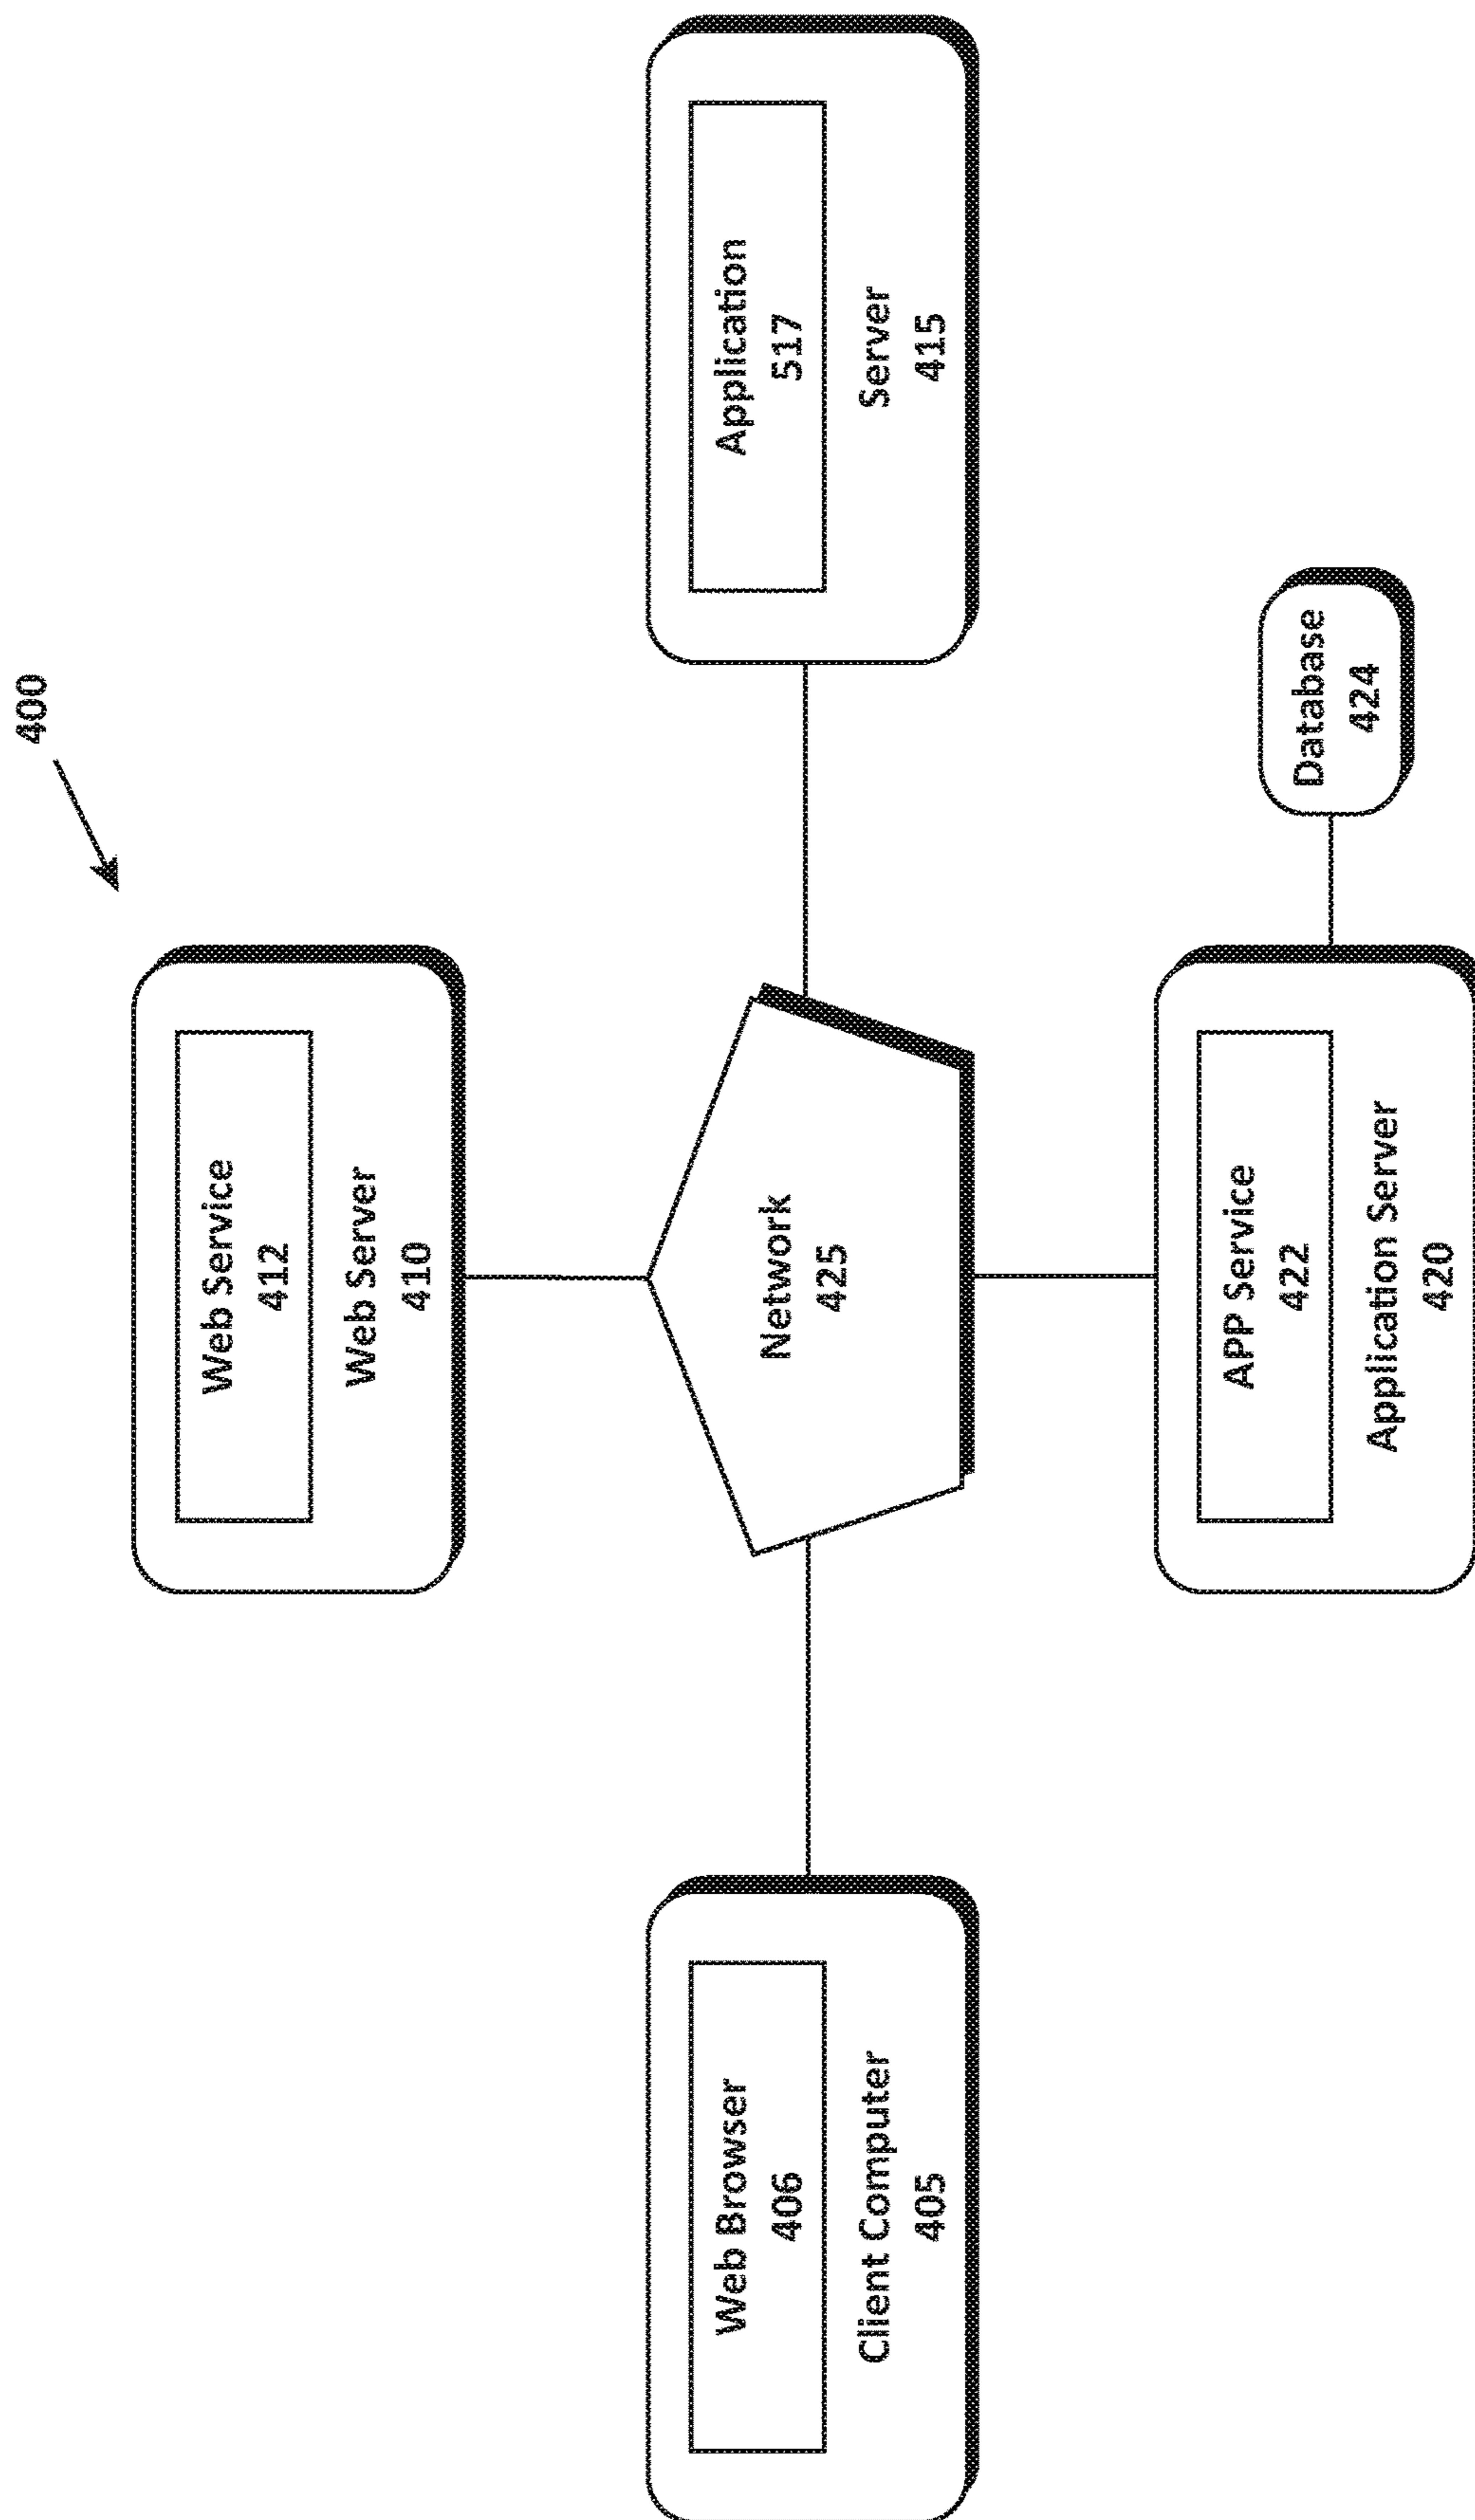 400
Web Service
412
Web Server
410
Web Browser
406
Client Computer
405
Network
425
Application
517
Server
415
APP Service
422
Application Server
420
Database
424